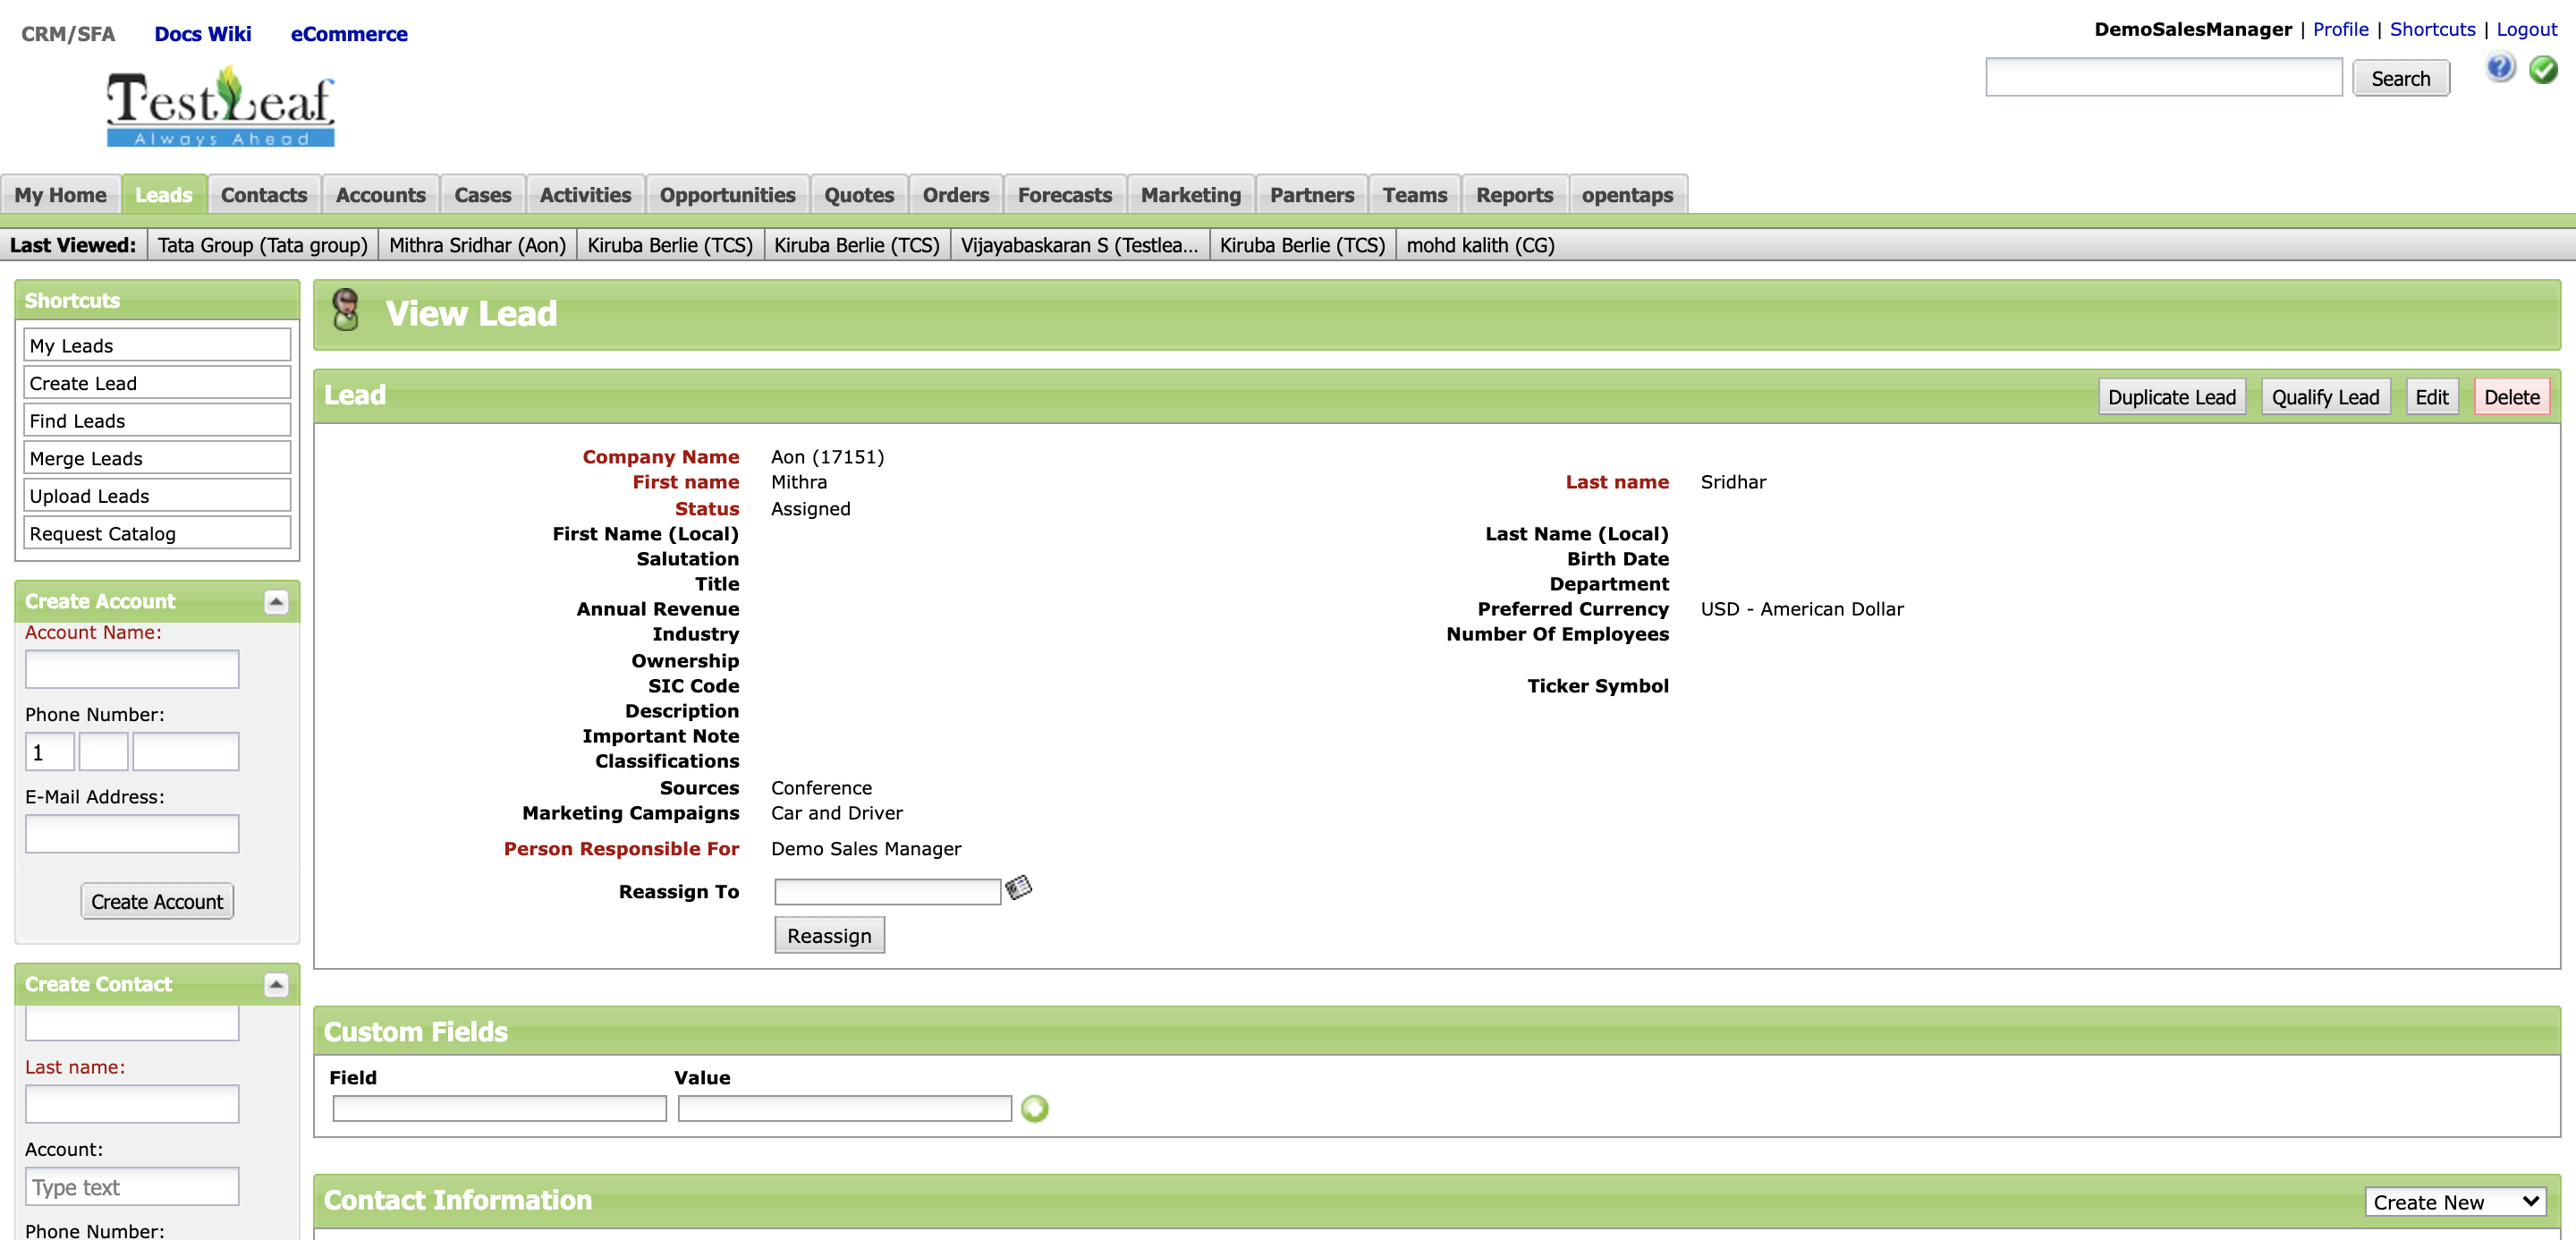 CRM/SFA Docs Wiki eCommerce
DemoSalesManager | Profile | Shortcuts | Logout
Search
TestLeaf
Always Ahead
My Home Leads Contacts Accounts Cases Activities Opportunities Quotes Orders Forecasts Marketing Partners Teams Reports opentaps
Last Viewed: Tata Group (Tata group) Mithra Sridhar (Aon) Kiruba Berlie (TCS) Kiruba Berlie (TCS) Vijayabaskaran S (Testlea... Kiruba Berlie (TCS) mohd kalith (CG)
Shortcuts
My Leads
Create Lead
Find Leads
Merge Leads
Upload Leads
Request Catalog
Create Account
Account Name:
Phone Number:
1
E-Mail Address:
Create Account
Create Contact
Last name:
Account:
Type text
Phone Number:
View Lead
Lead Duplicate Lead Qualify Lead Edit Delete
Company Name Aon (17151)
First name Mithra Last name Sridhar
Status Assigned
First Name (Local) Last Name (Local)
Salutation Birth Date
Title Department
Annual Revenue Preferred Currency USD - American Dollar
Industry Number Of Employees
Ownership
SIC Code Ticker Symbol
Description
Important Note
Classifications
Sources Conference
Marketing Campaigns Car and Driver
Person Responsible For Demo Sales Manager
Reassign To
Reassign
Custom Fields
Field Value
Contact Information Create New